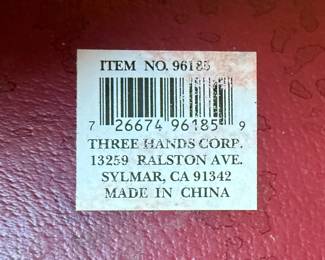 ITEM NO. 96185
7 26674 96185 9
THREE HANDS CORP.
13259 RALSTON AVE.
SYLMAR, CA 91342
MADE IN CHINA